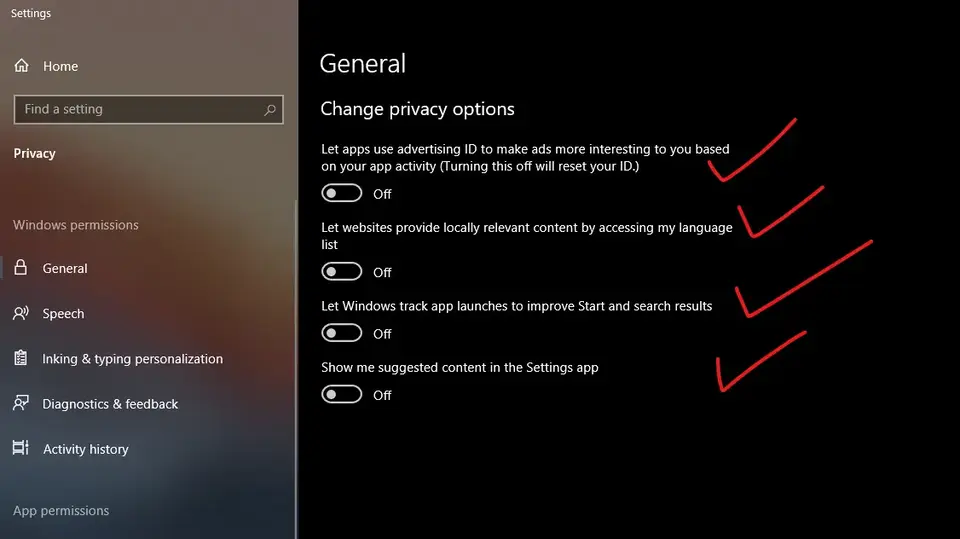 Settings
Home
Find a setting
Privacy
Windows permissions
General
Speech
Inking & typing personalization
Diagnostics & feedback
Activity history
App permissions
General
Change privacy options
Let apps use advertising ID to make ads more interesting to you based
on your app activity (Turning this off will reset your ID.)
Off
Let websites provide locally relevant content by accessing my language
list
Off
Let Windows track app launches to improve Start and search results
Off
Show me suggested content in the Settings app
Off